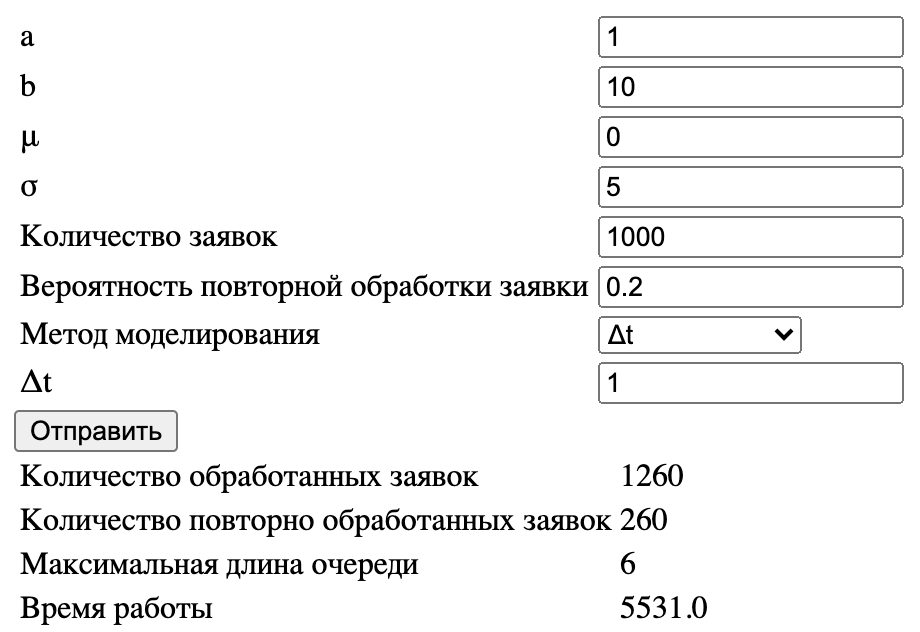 a 1
b 10
μ 0
σ 5
Количество заявок 1000
Вероятность повторной обработки заявки 0.2
Метод моделирования Δt
Δt 1
Отправить
Количество обработанных заявок 1260
Количество повторно обработанных заявок 260
Максимальная длина очереди 6
Время работы 5531.0